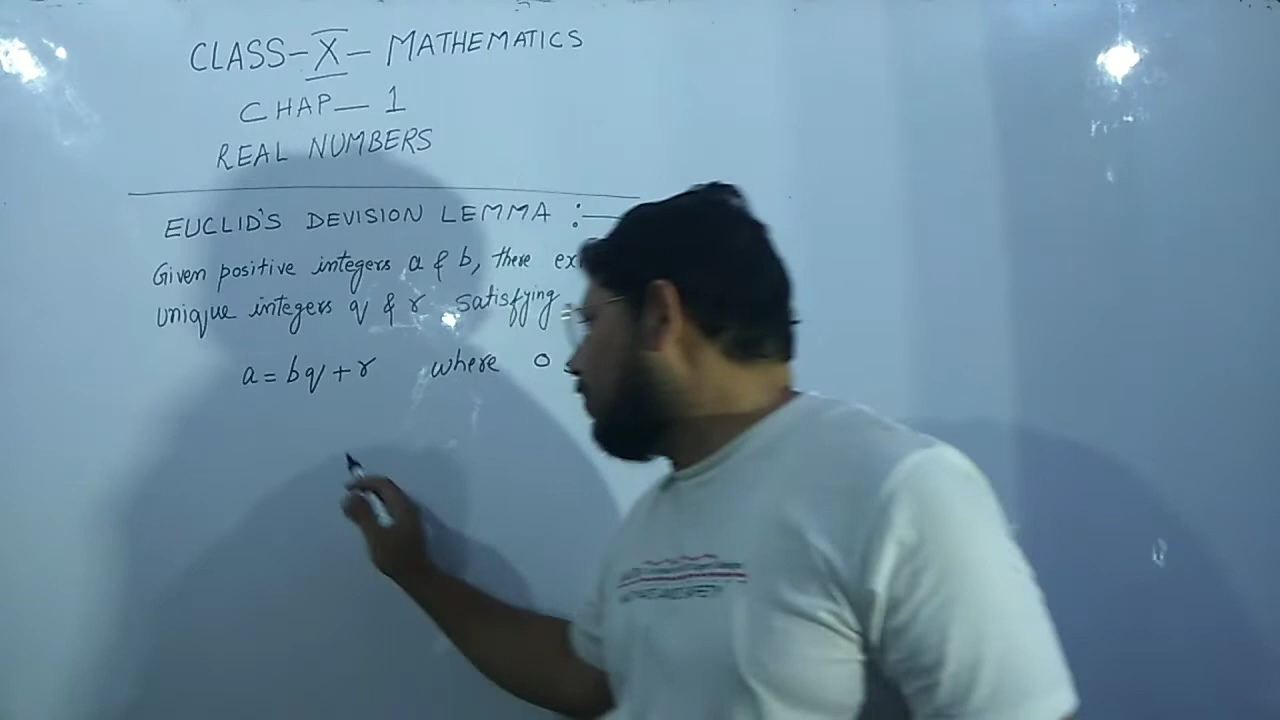 CLASS-X- MATHEMATICS
CHAP-1
REAL NUMBERS
EUCLID'S DEVISION LEMMA :-
Given positive integers a & b, there
unique integers q & r satisfying
a = bq + r where 0